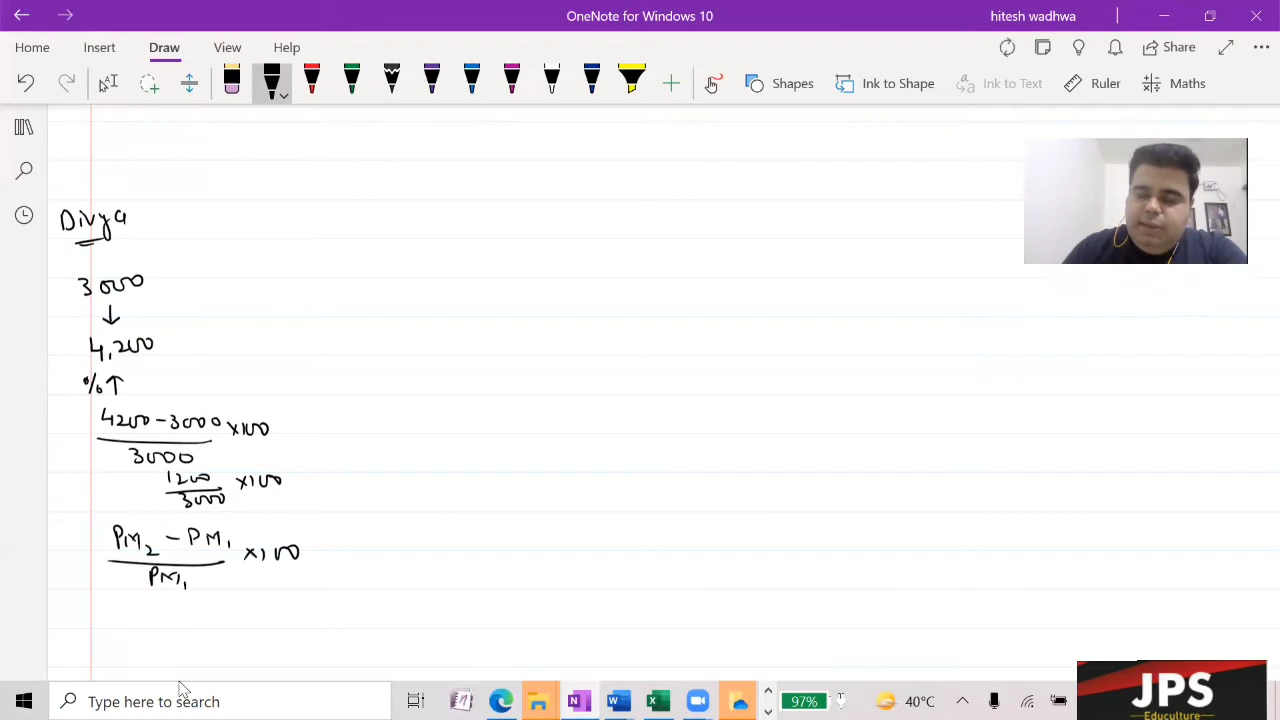 OneNote for Windows 10
hitesh wadhwa
Home Insert Draw View Help
Share
Shapes Ink to Shape Ink to Text Ruler Maths
Divya
3000
↓
4,200
%↑
4200-3000 ×100
3000
1200 ×100
3000
PM₂ - PM₁ ×100
PM₁
Type here to search
97%
40°C
JPS
Educulture